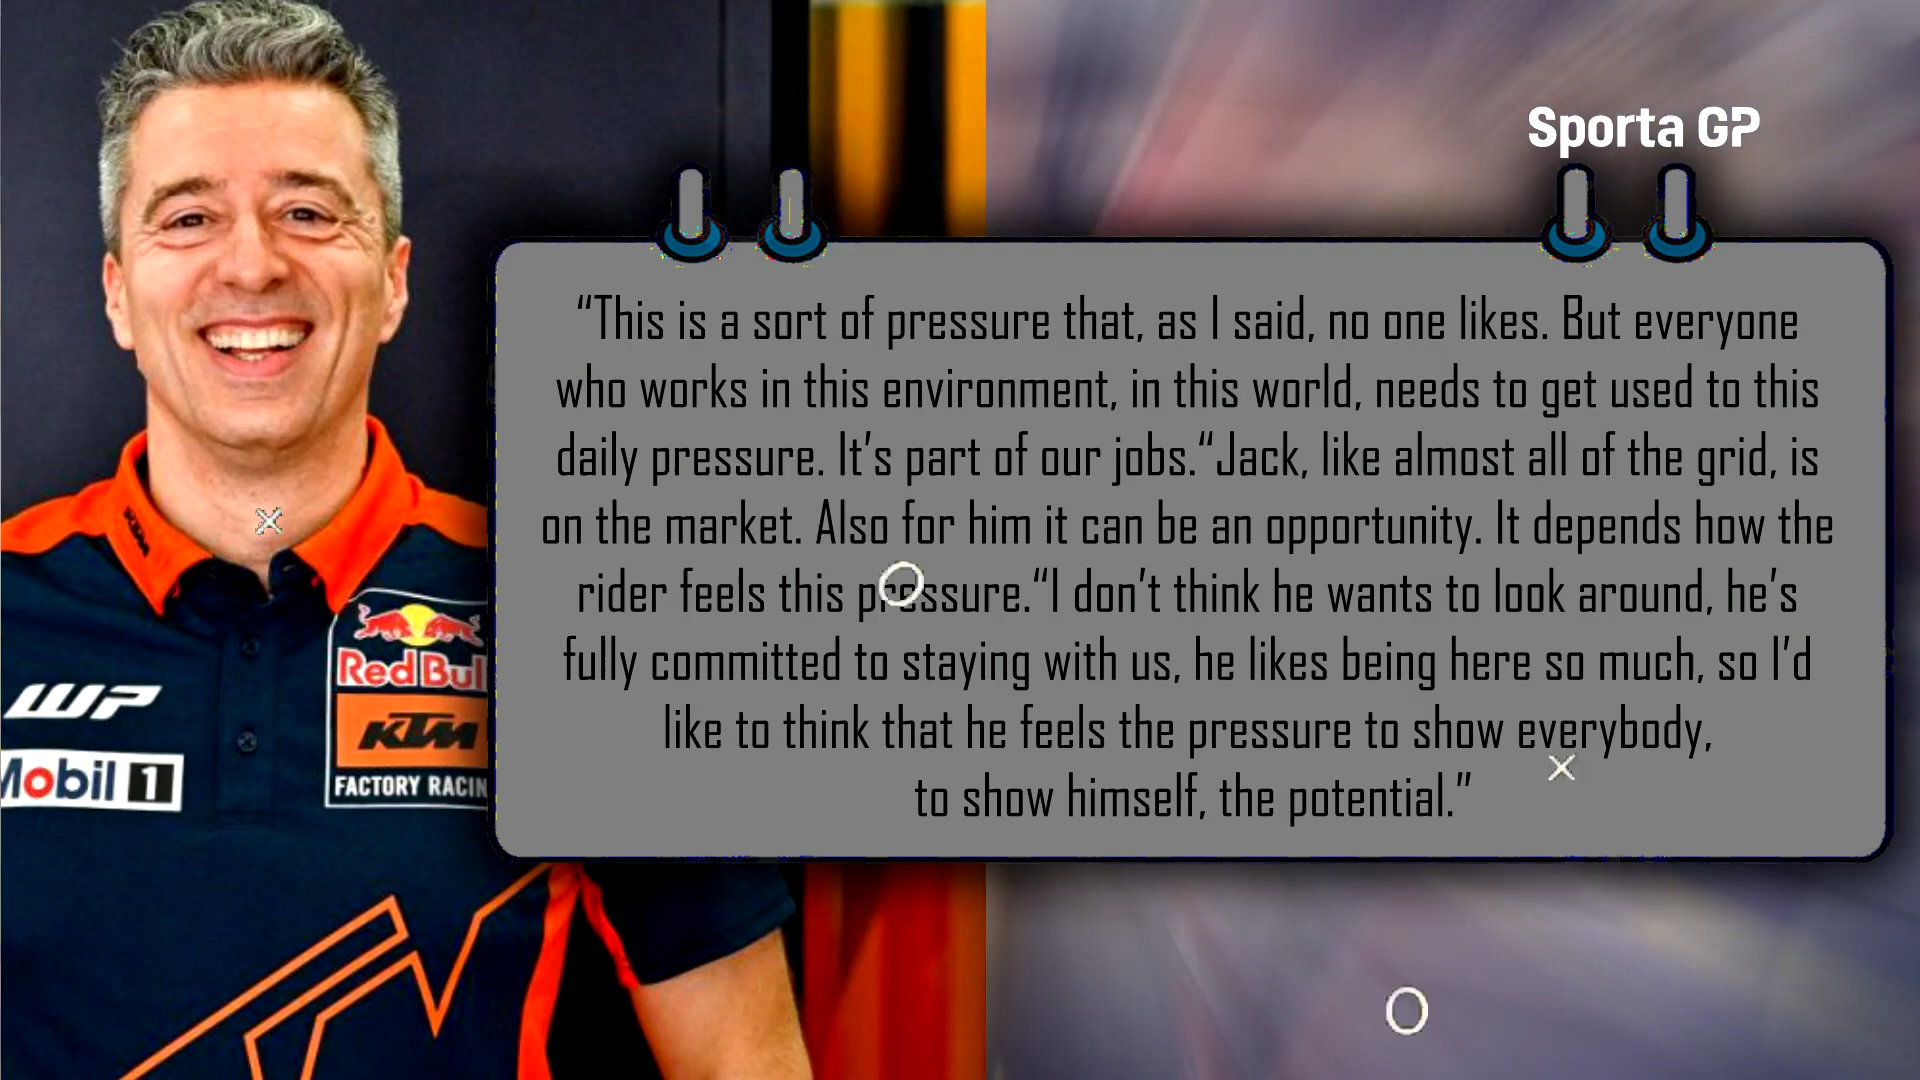 Sporta GP
“This is a sort of pressure that, as I said, no one likes. But everyone
who works in this environment, in this world, needs to get used to this
daily pressure. It’s part of our jobs.“Jack, like almost all of the grid, is
on the market. Also for him it can be an opportunity. It depends how the
rider feels this pressure.“I don’t think he wants to look around, he’s
fully committed to staying with us, he likes being here so much, so I’d
like to think that he feels the pressure to show everybody,
to show himself, the potential.”
KTM
Red Bull
WP
KTM
Mobil 1
FACTORY RACIN